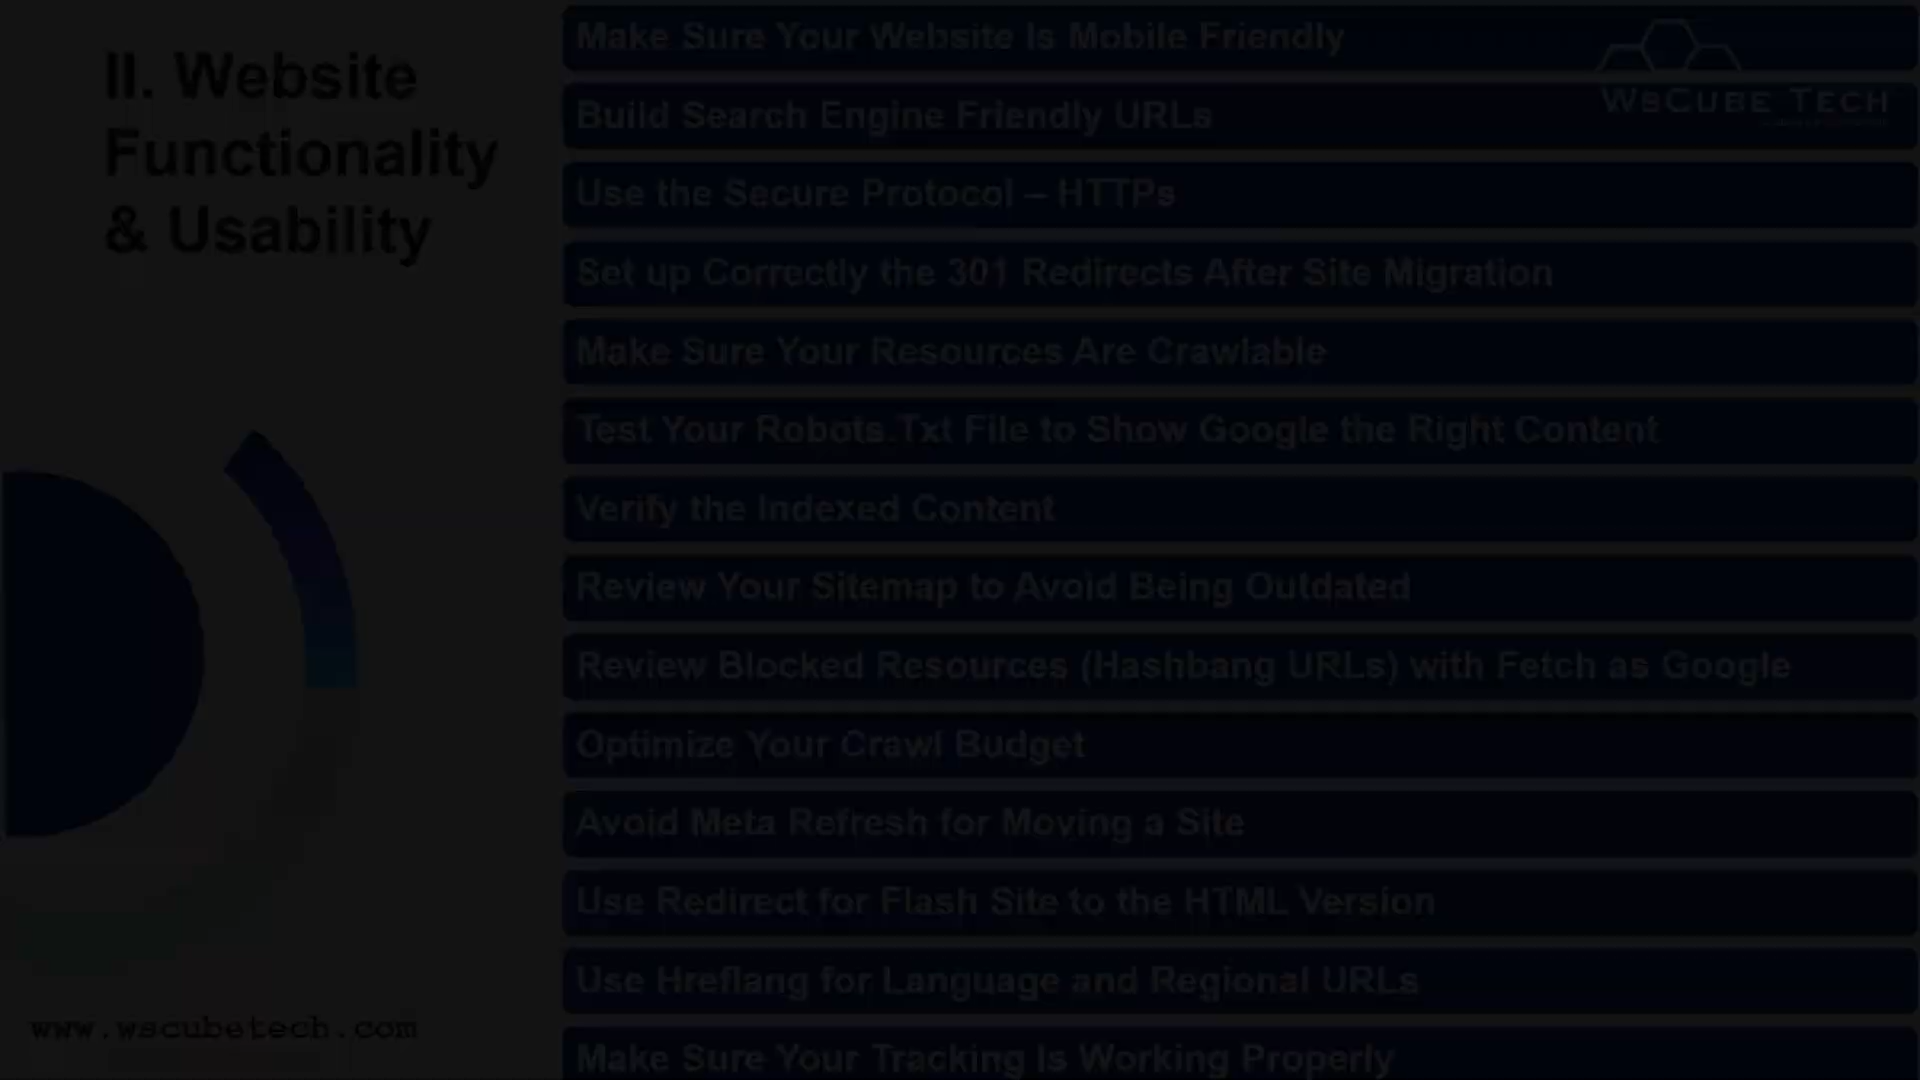 II. Website
Functionality
& Usability
Make Sure Your Website Is Mobile Friendly
Build Search Engine Friendly URLs
Use the Secure Protocol – HTTPs
Set up Correctly the 301 Redirects After Site Migration
Make Sure Your Resources Are Crawlable
Test Your Robots.Txt File to Show Google the Right Content
Verify the Indexed Content
Review Your Sitemap to Avoid Being Outdated
Review Blocked Resources (Hashbang URLs) with Fetch as Google
Optimize Your Crawl Budget
Avoid Meta Refresh for Moving a Site
Use Redirect for Flash Site to the HTML Version
Use Hreflang for Language and Regional URLs
Make Sure Your Tracking Is Working Properly
WSCUBE TECH
www.wscubetech.com